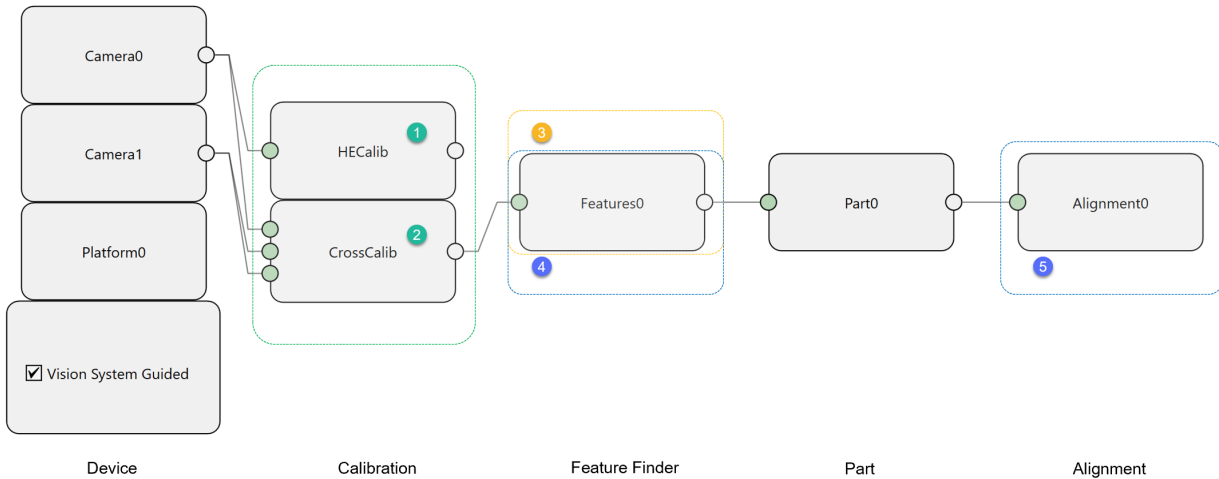 Camera0
Camera1
Platform0
✔ Vision System Guided
Device
1
HECalib
2
CrossCalib
Calibration
3
Features0
4
Feature Finder
Part0
Part
Alignment0
5
Alignment